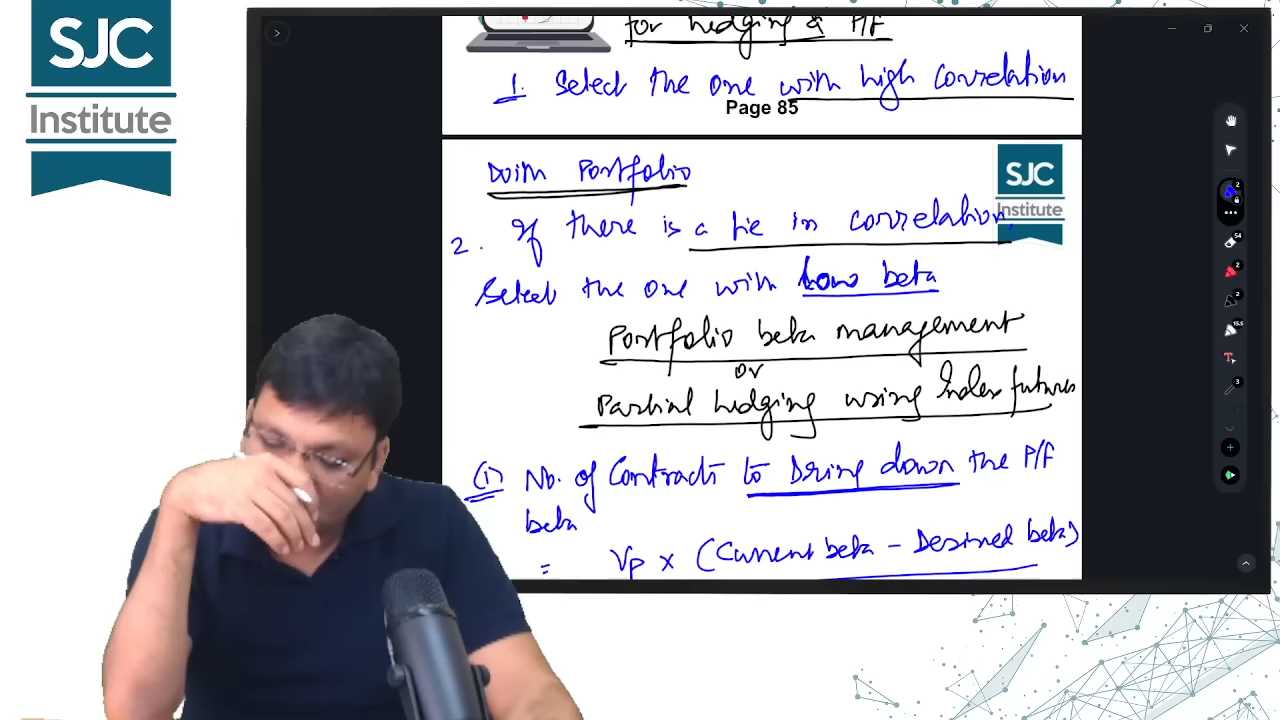 SJC
Institute
for hedging a P/F
1. Select the one with high correlation
Page 85
SJC
Institute
with Portfolio
2. If there is a tie in correlation,
Select the one with low beta
Portfolio beta management
or
Partial hedging using Index futures
(i) No. of Contracts to bring down the P/F
beta
= Vp x (Current beta - Desired beta)